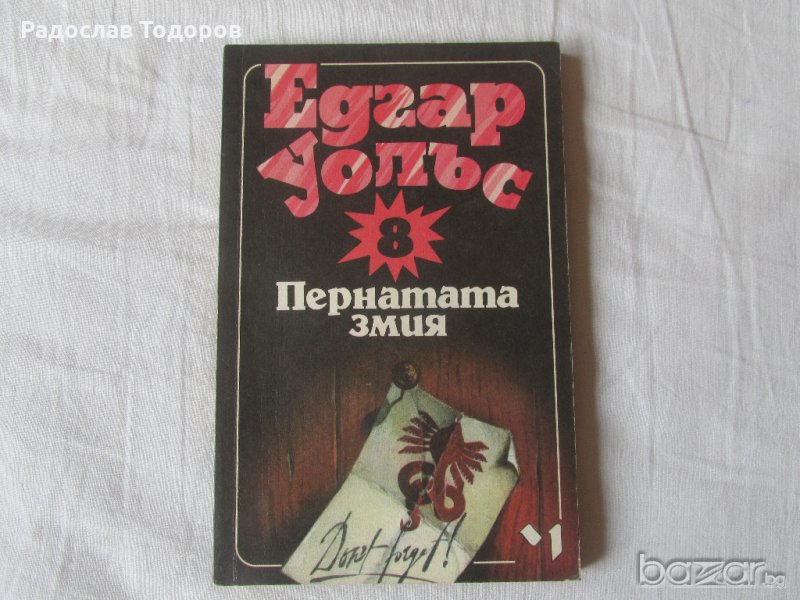 Радослав Тодоров
Едгар
Уолъс
8
Пернатата
змия
Don't forget!
bazar.bg